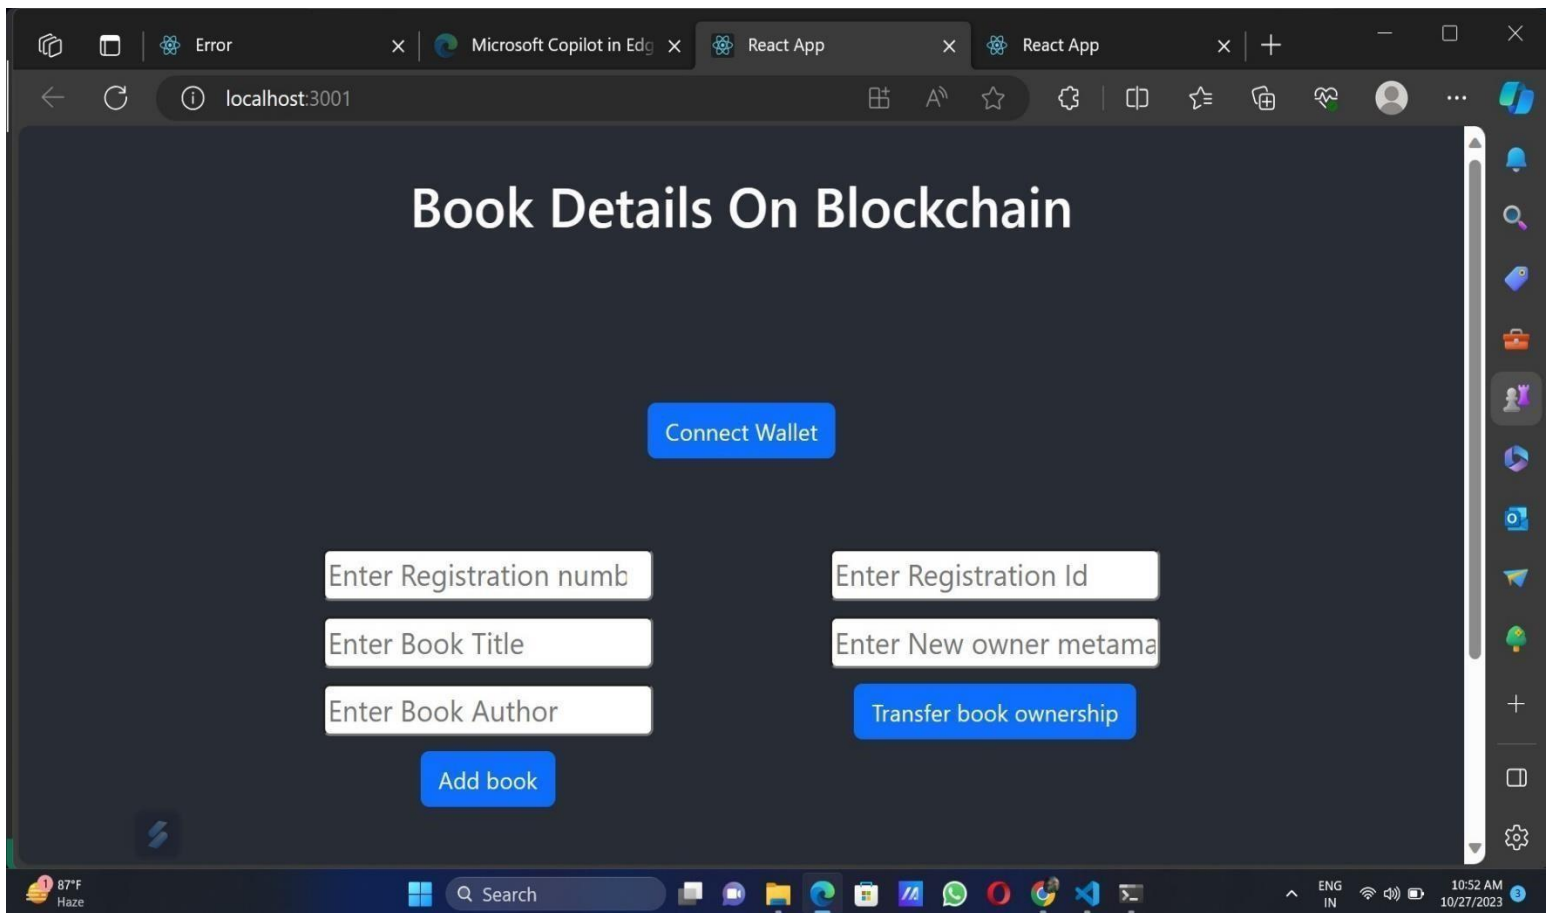 Error
Microsoft Copilot in Edg
React App
React App
localhost:3001
Book Details On Blockchain
Connect Wallet
Enter Registration numb
Enter Registration Id
Enter Book Title
Enter New owner metama
Enter Book Author
Transfer book ownership
Add book
1
87°F
Haze
Search
ENG
IN
10:52 AM
10/27/2023
3